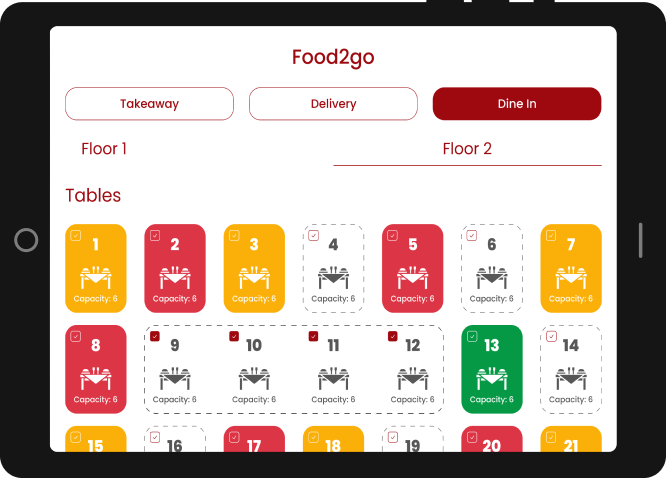 Food2go
Takeaway Delivery Dine In
Floor 1 Floor 2
Tables
1 2 3 4 5 6 7
Capacity: 6 Capacity: 6 Capacity: 6 Capacity: 6 Capacity: 6 Capacity: 6 Capacity: 6
8 9 10 11 12 13 14
Capacity: 6 Capacity: 6 Capacity: 6 Capacity: 6 Capacity: 6 Capacity: 6 Capacity: 6
15 16 17 18 19 20 21